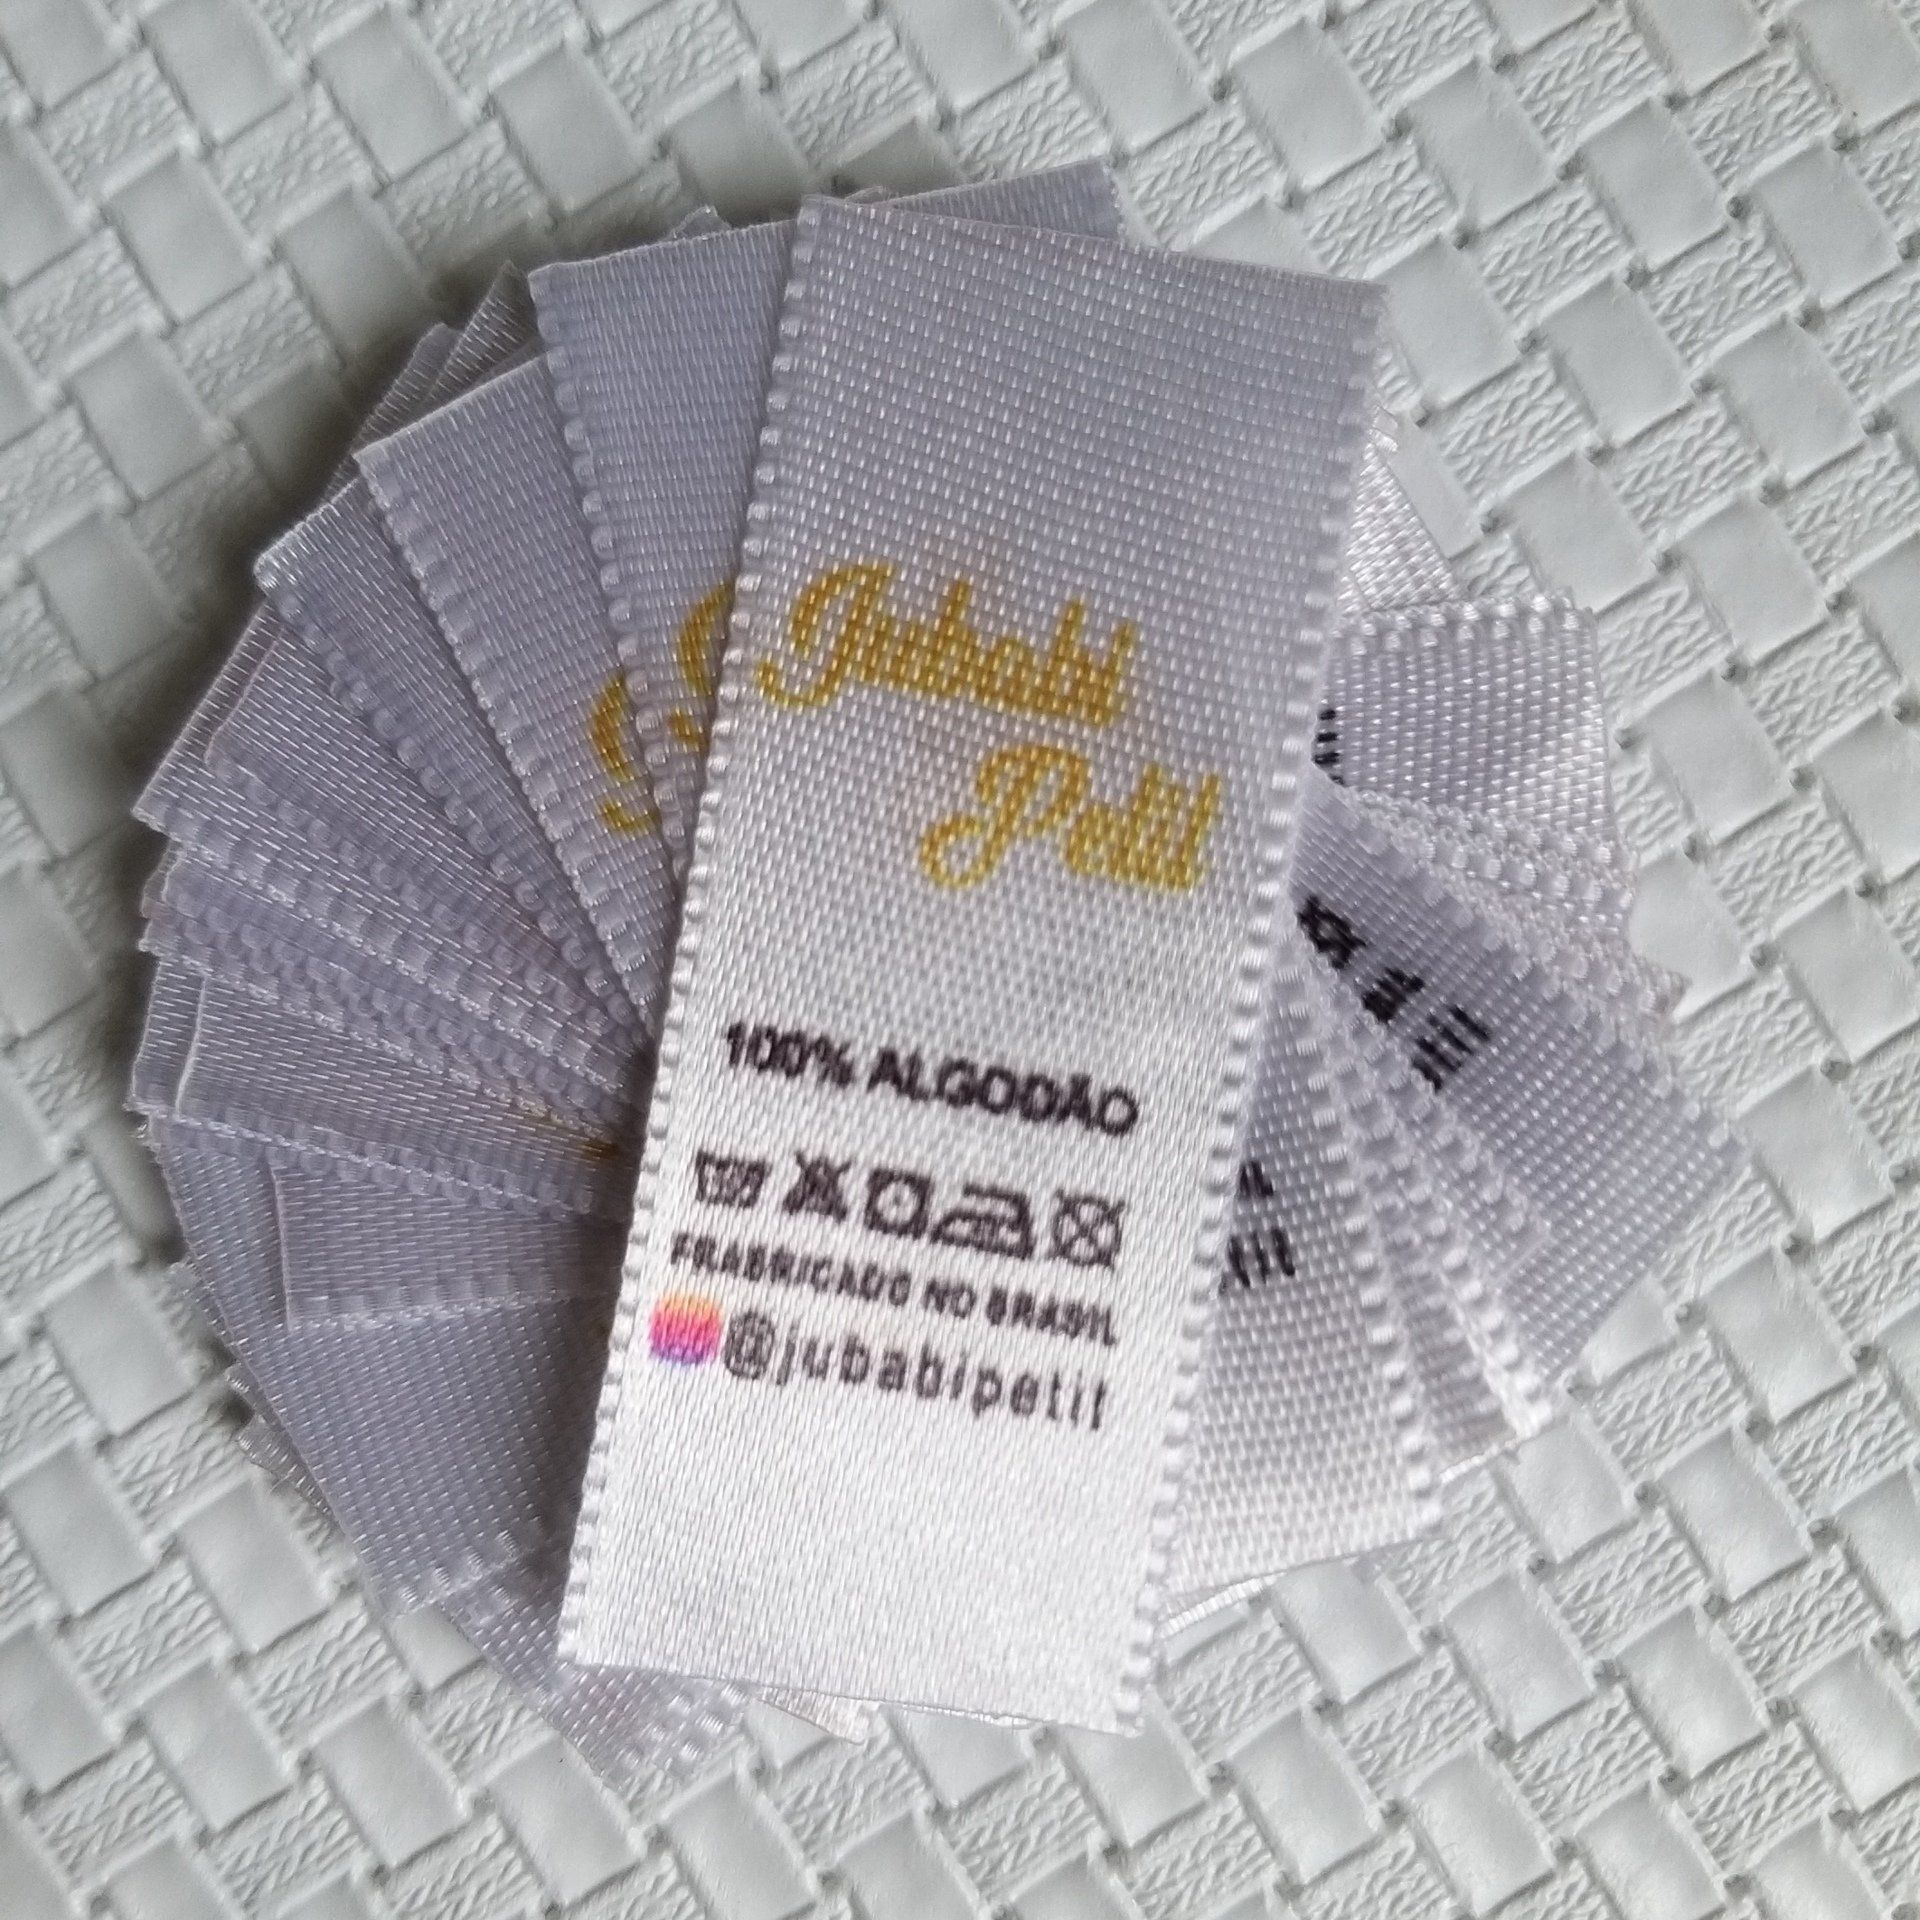 Jubabi
Petit
100% ALGODÃO
FRABRICADO NO BRASIL
@jubabipetit